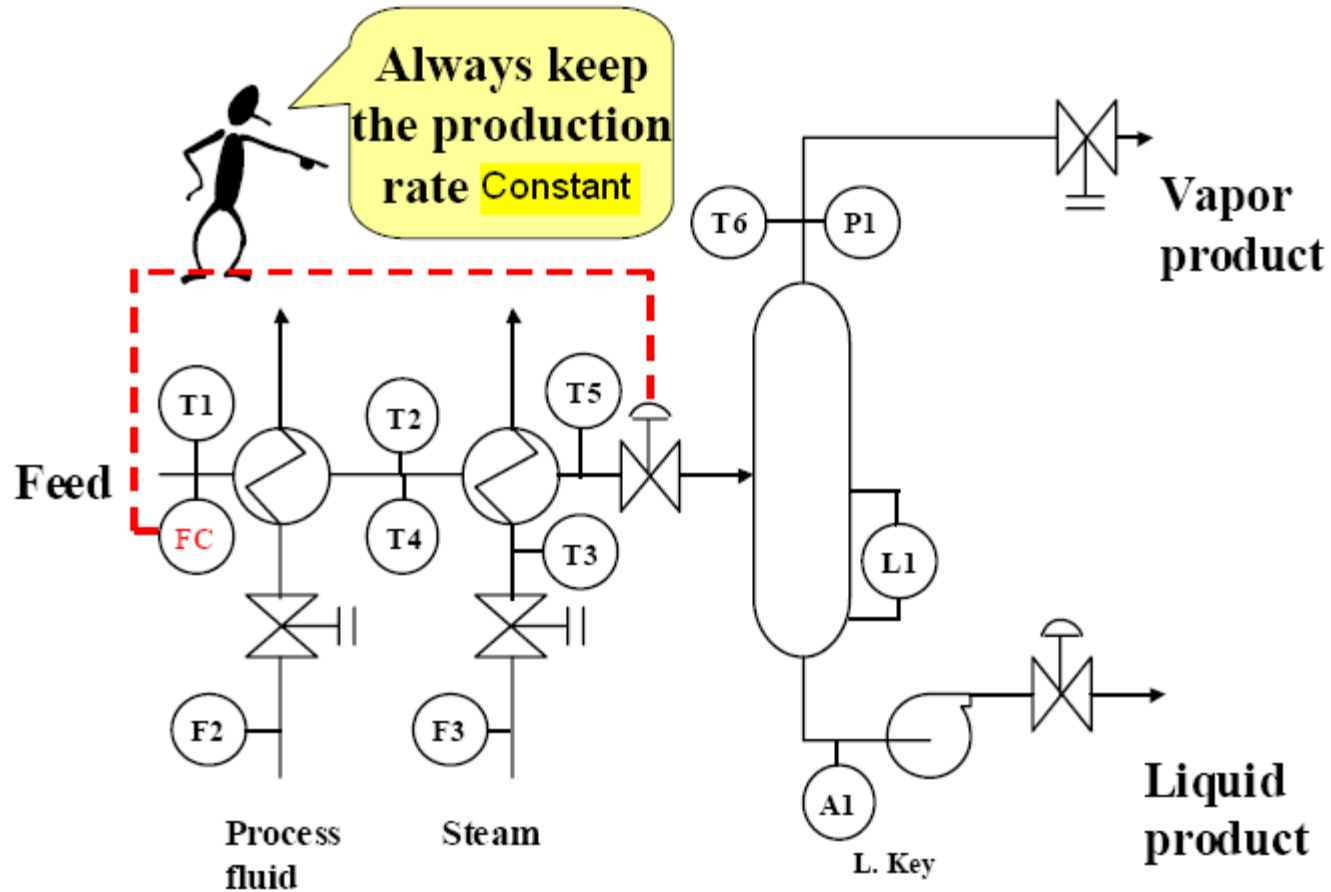 Always keep
the production
rate Constant
T6
P1
Vapor
product
T1
T2
T5
Feed
FC
T4
T3
L1
F2
F3
A1
Process
fluid
Steam
L. Key
Liquid
product